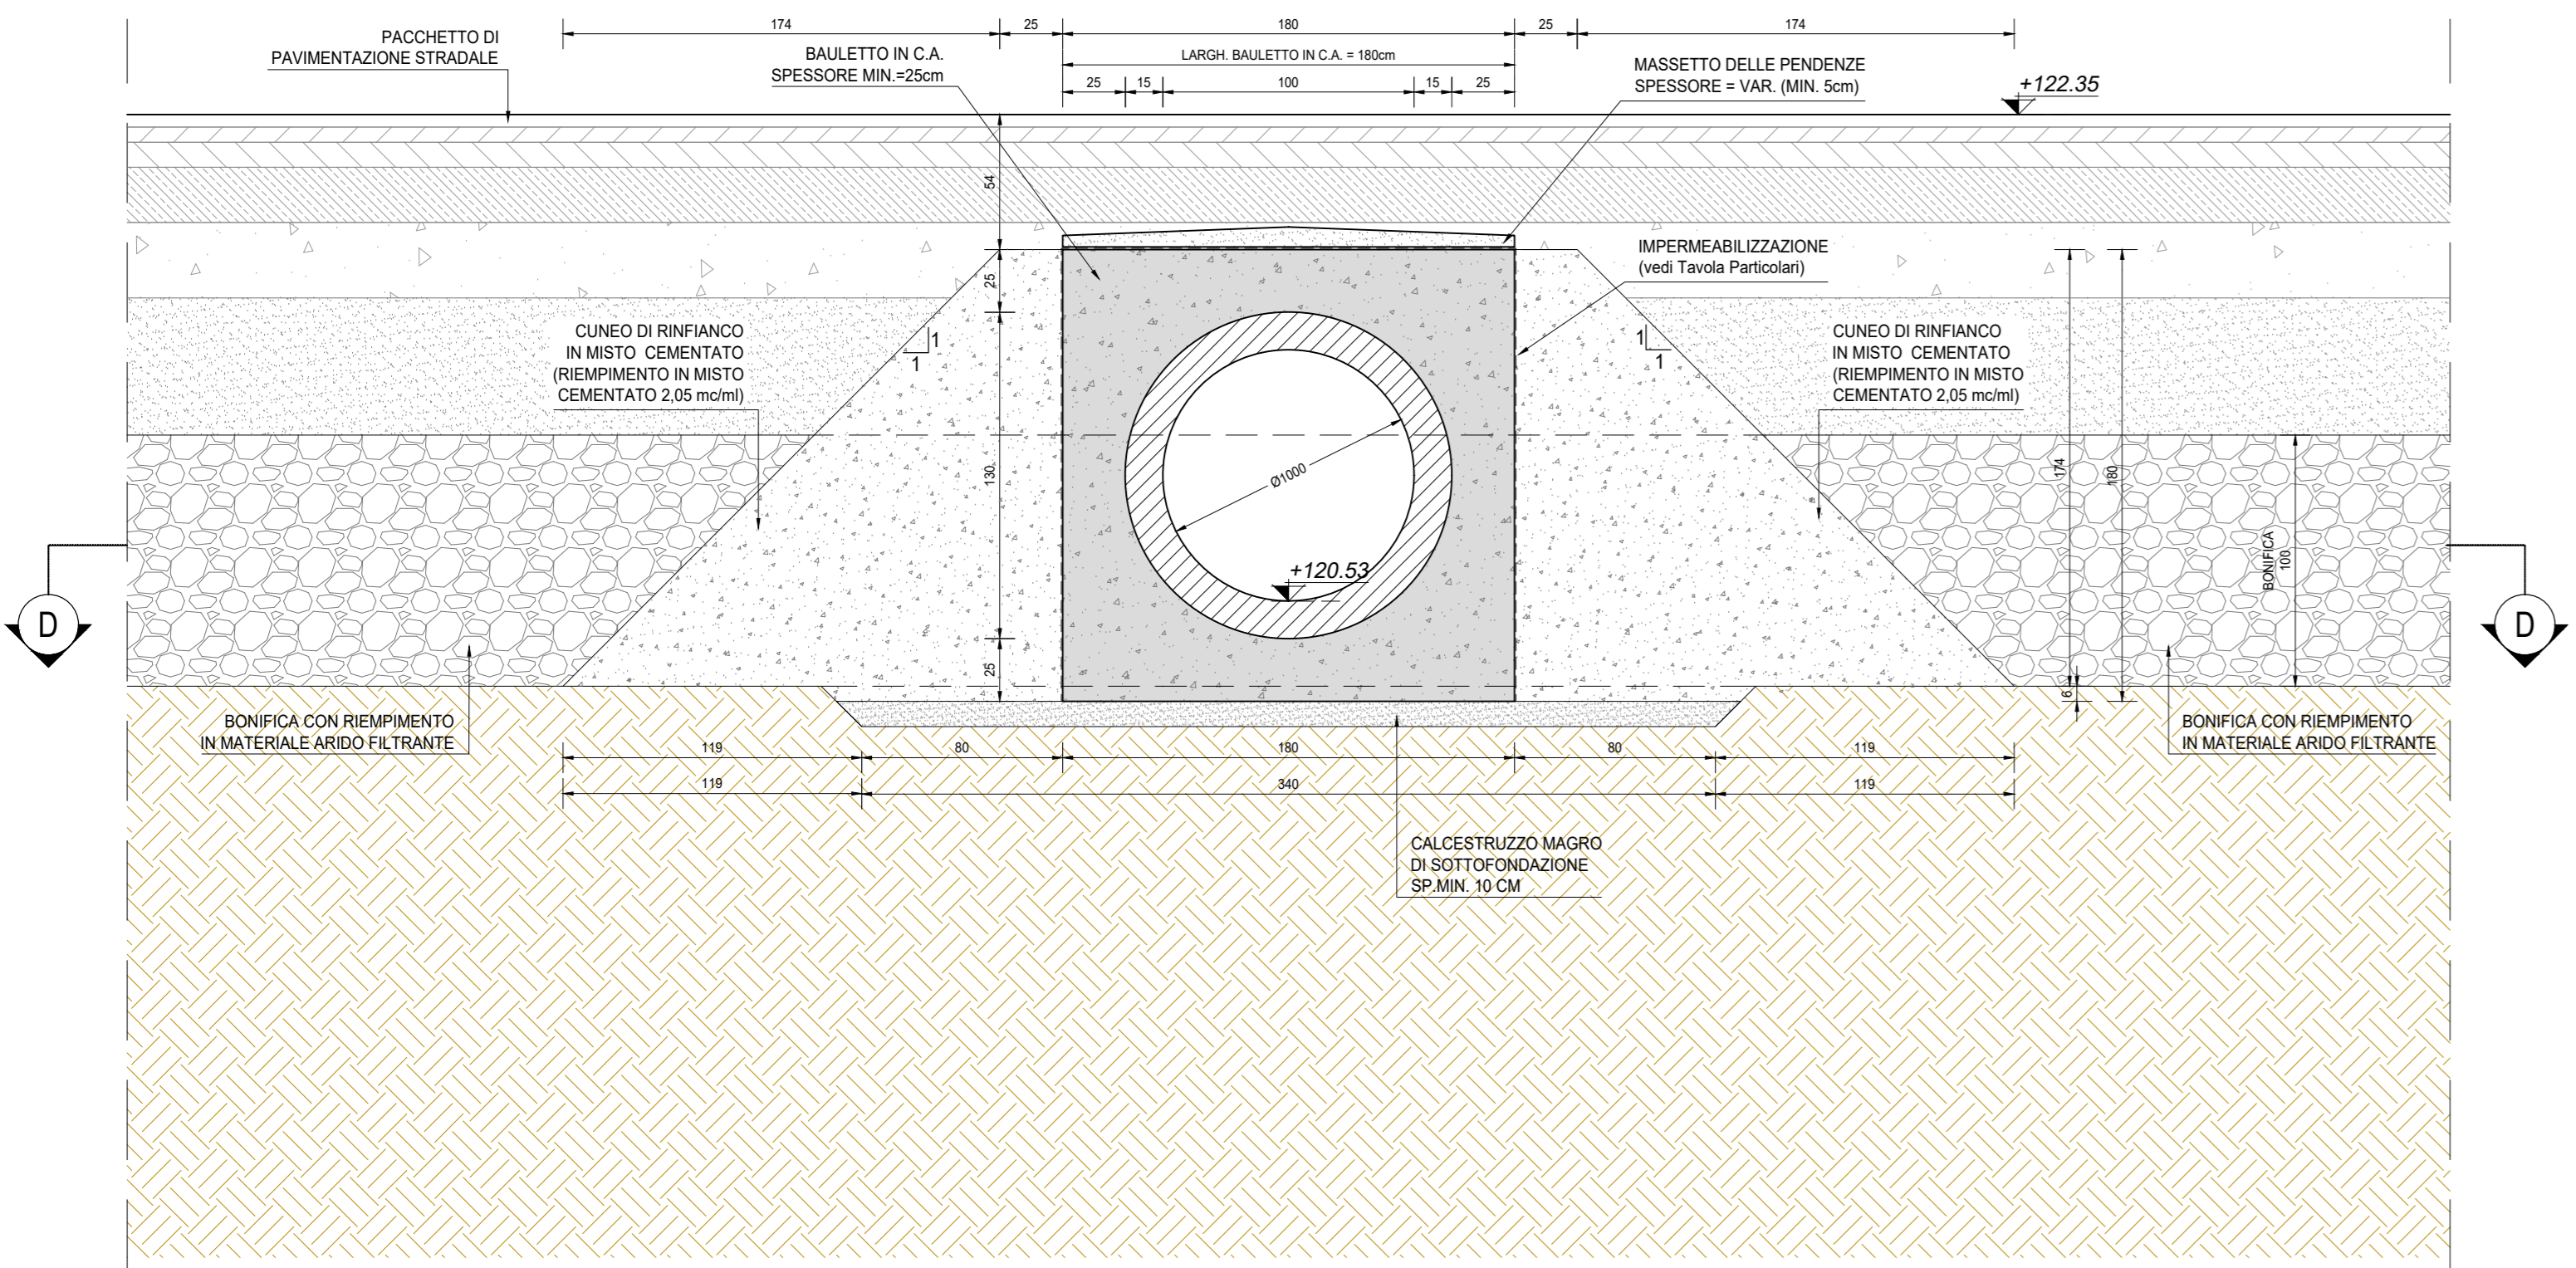 174
25
180
25
174
PACCHETTO DI
PAVIMENTAZIONE STRADALE
BAULETTO IN C.A.
SPESSORE MIN.=25cm
LARGH. BAULETTO IN C.A. = 180cm
25
15
100
15
25
MASSETTO DELLE PENDENZE
SPESSORE = VAR. (MIN. 5cm)
+122.35
54
25
130
25
IMPERMEABILIZZAZIONE
(vedi Tavola Particolari)
CUNEO DI RINFIANCO
IN MISTO CEMENTATO
(RIEMPIMENTO IN MISTO
CEMENTATO 2,05 mc/ml)
1
1
1
1
CUNEO DI RINFIANCO
IN MISTO CEMENTATO
(RIEMPIMENTO IN MISTO
CEMENTATO 2,05 mc/ml)
Ø1000
+120.53
174
180
BONIFICA
100
6
D
D
BONIFICA CON RIEMPIMENTO
IN MATERIALE ARIDO FILTRANTE
BONIFICA CON RIEMPIMENTO
IN MATERIALE ARIDO FILTRANTE
119
80
180
80
119
119
340
119
CALCESTRUZZO MAGRO
DI SOTTOFONDAZIONE
SP.MIN. 10 CM